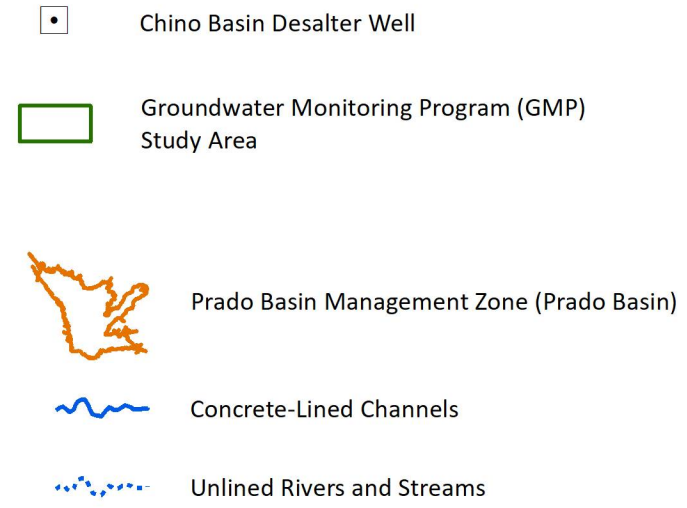 Chino Basin Desalter Well
Groundwater Monitoring Program (GMP)
Study Area
Prado Basin Management Zone (Prado Basin)
Concrete-Lined Channels
Unlined Rivers and Streams